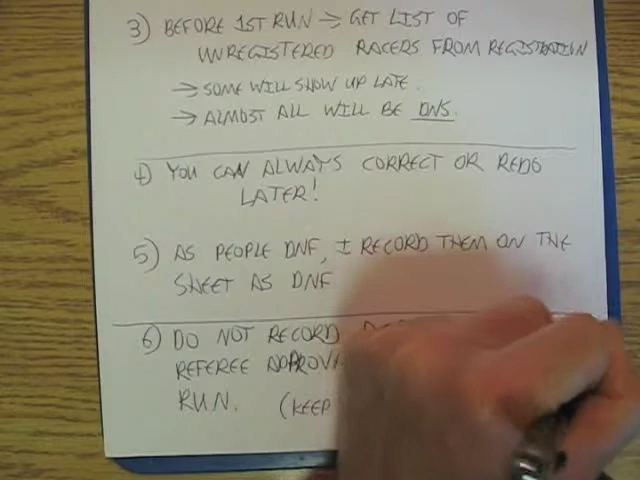 3) BEFORE 1ST RUN → GET LIST OF
UNREGISTERED RACERS FROM REGISTRATION
→ SOME WILL SHOW UP LATE.
→ ALMOST ALL WILL BE DNS.
4) YOU CAN ALWAYS CORRECT OR REDO
LATER!
5) AS PEOPLE DNF, I RECORD THEM ON THE
SHEET AS DNF
6) DO NOT RECORD
REFEREE
RUN. (KEEP